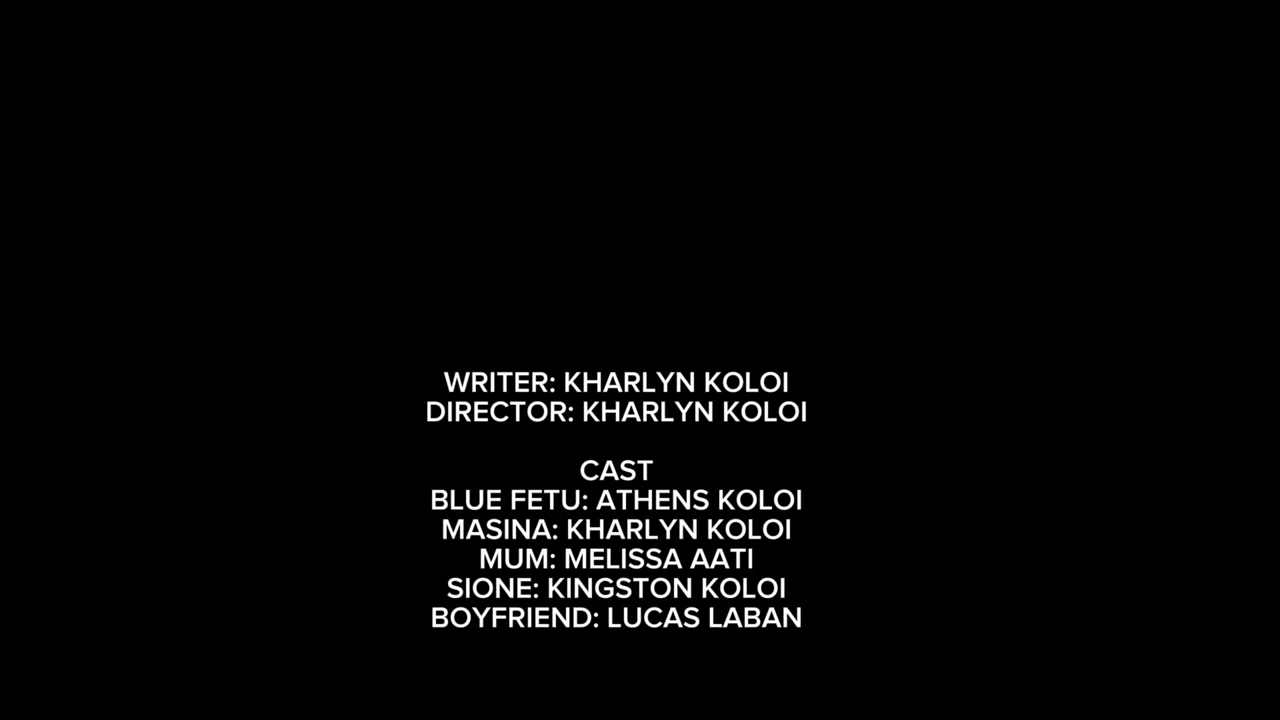 WRITER: KHARLYN KOLOI
DIRECTOR: KHARLYN KOLOI
CAST
BLUE FETU: ATHENS KOLOI
MASINA: KHARLYN KOLOI
MUM: MELISSA AATI
SIONE: KINGSTON KOLOI
BOYFRIEND: LUCAS LABAN